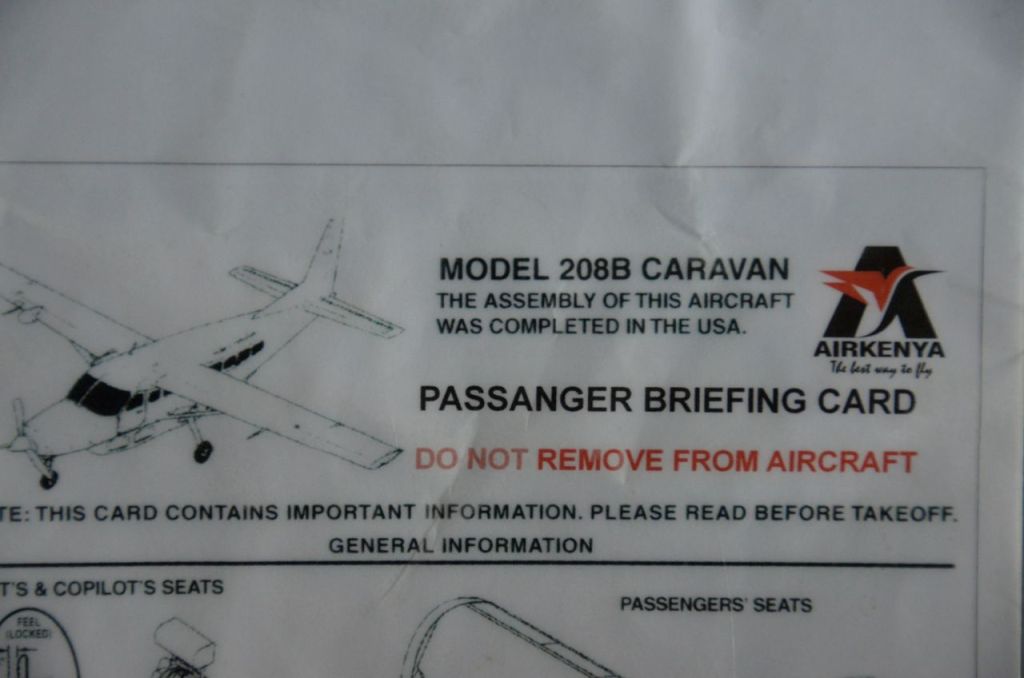 MODEL 208B CARAVAN
THE ASSEMBLY OF THIS AIRCRAFT
WAS COMPLETED IN THE USA.
AIRKENYA
The best way to fly
PASSANGER BRIEFING CARD
DO NOT REMOVE FROM AIRCRAFT
TE: THIS CARD CONTAINS IMPORTANT INFORMATION. PLEASE READ BEFORE TAKEOFF.
GENERAL INFORMATION
T'S & COPILOT'S SEATS
PASSENGERS' SEATS
FEEL
(LOCKED)